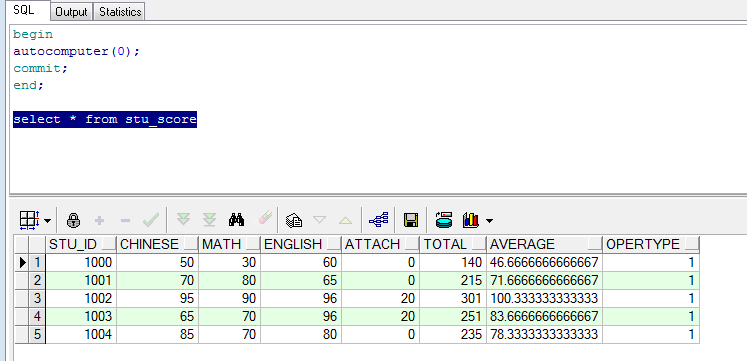 SQL Output Statistics
begin
autocomputer(0);
commit;
end;
select * from stu_score
STU_ID CHINESE MATH ENGLISH ATTACH TOTAL AVERAGE OPERTYPE
1 1000 50 30 60 0 140 46.6666666666667 1
2 1001 70 80 65 0 215 71.6666666666667 1
3 1002 95 90 96 20 301 100.333333333333 1
4 1003 65 70 96 20 251 83.6666666666667 1
5 1004 85 70 80 0 235 78.3333333333333 1